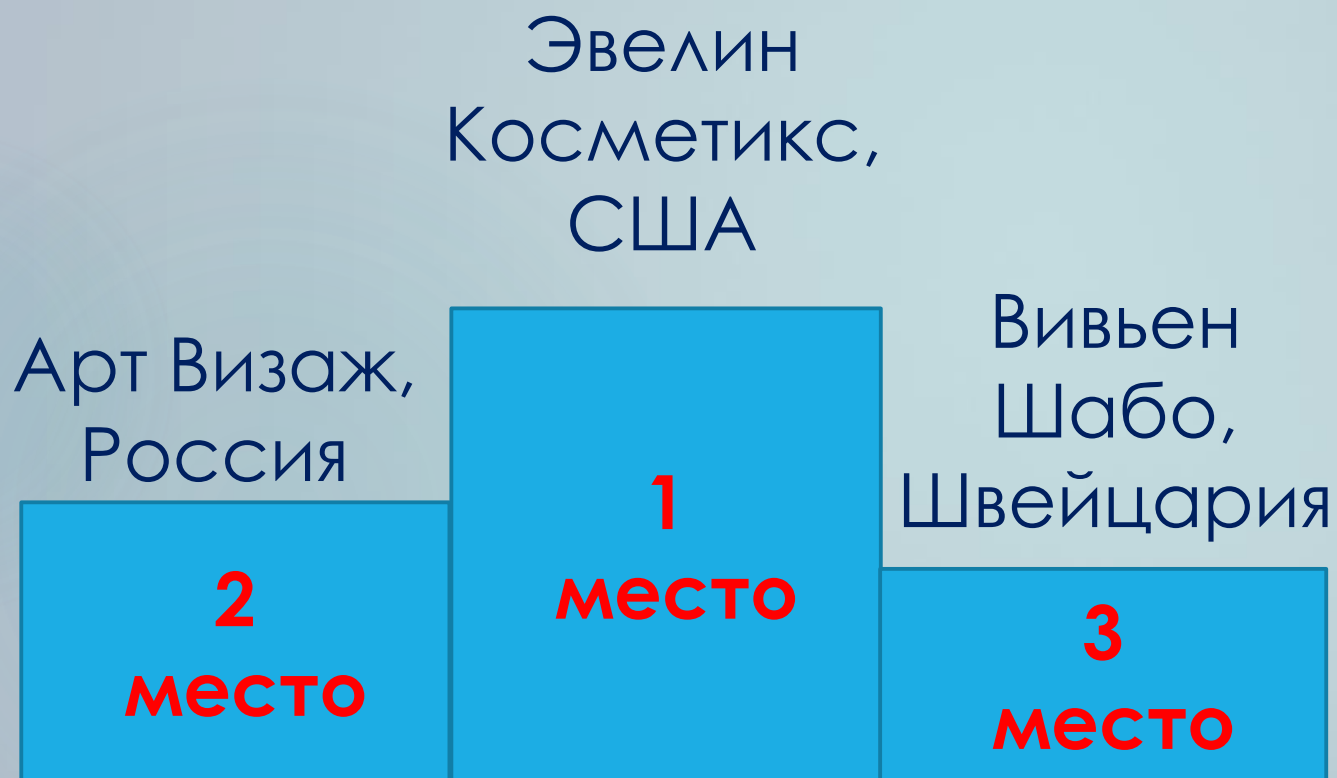 Эвелин
Косметикс,
США
Арт Визаж,
Россия
Вивьен
Шабо,
Швейцария
1
место
2
место
3
место